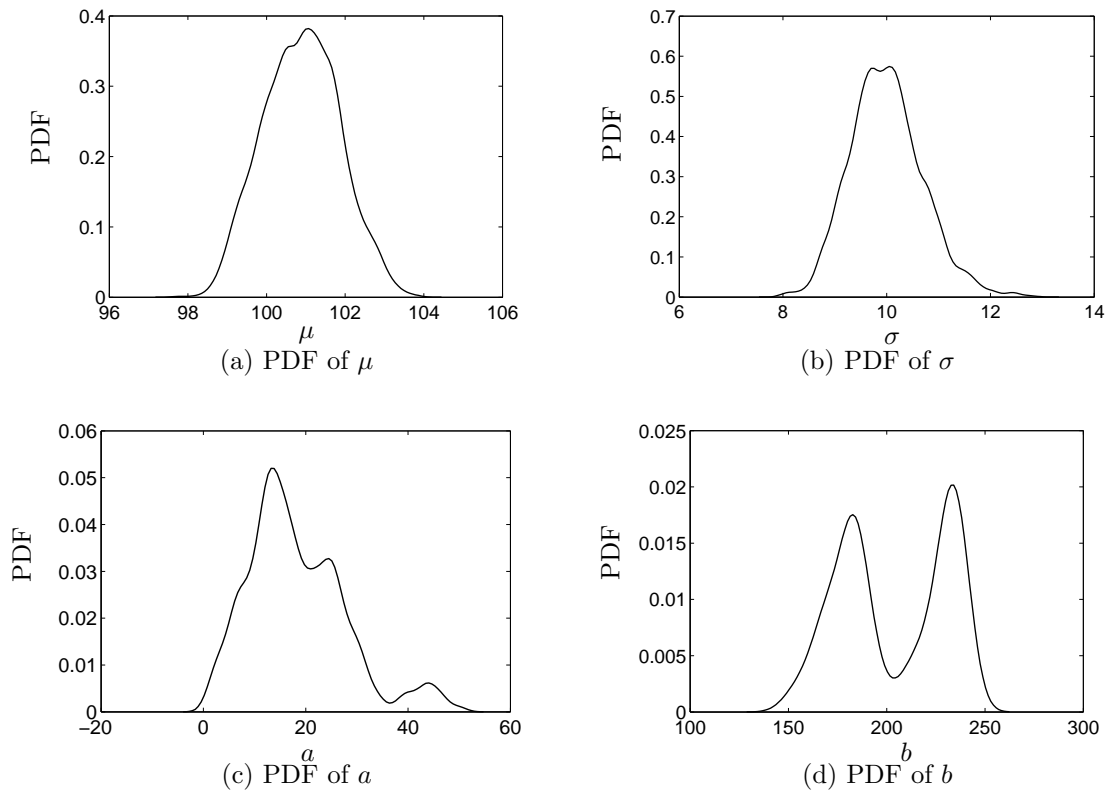 0.4
0.3
0.2
0.1
0
PDF
96 98 100 102 104 106
μ
(a) PDF of μ
0.7
0.6
0.5
0.4
0.3
0.2
0.1
0
PDF
6 8 10 12 14
σ
(b) PDF of σ
0.06
0.05
0.04
0.03
0.02
0.01
0
PDF
−20 0 20 40 60
a
(c) PDF of a
0.025
0.02
0.015
0.01
0.005
0
PDF
100 150 200 250 300
b
(d) PDF of b